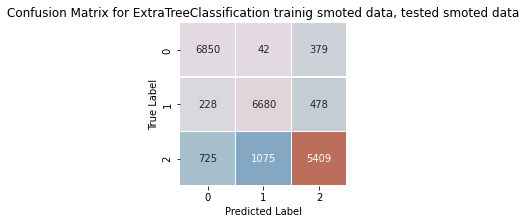 Confusion Matrix for ExtraTreeClassification trainig smoted data, tested smoted data
0 6850 42 379
1 228 6680 478
2 725 1075 5409
True Label
0 1 2
Predicted Label